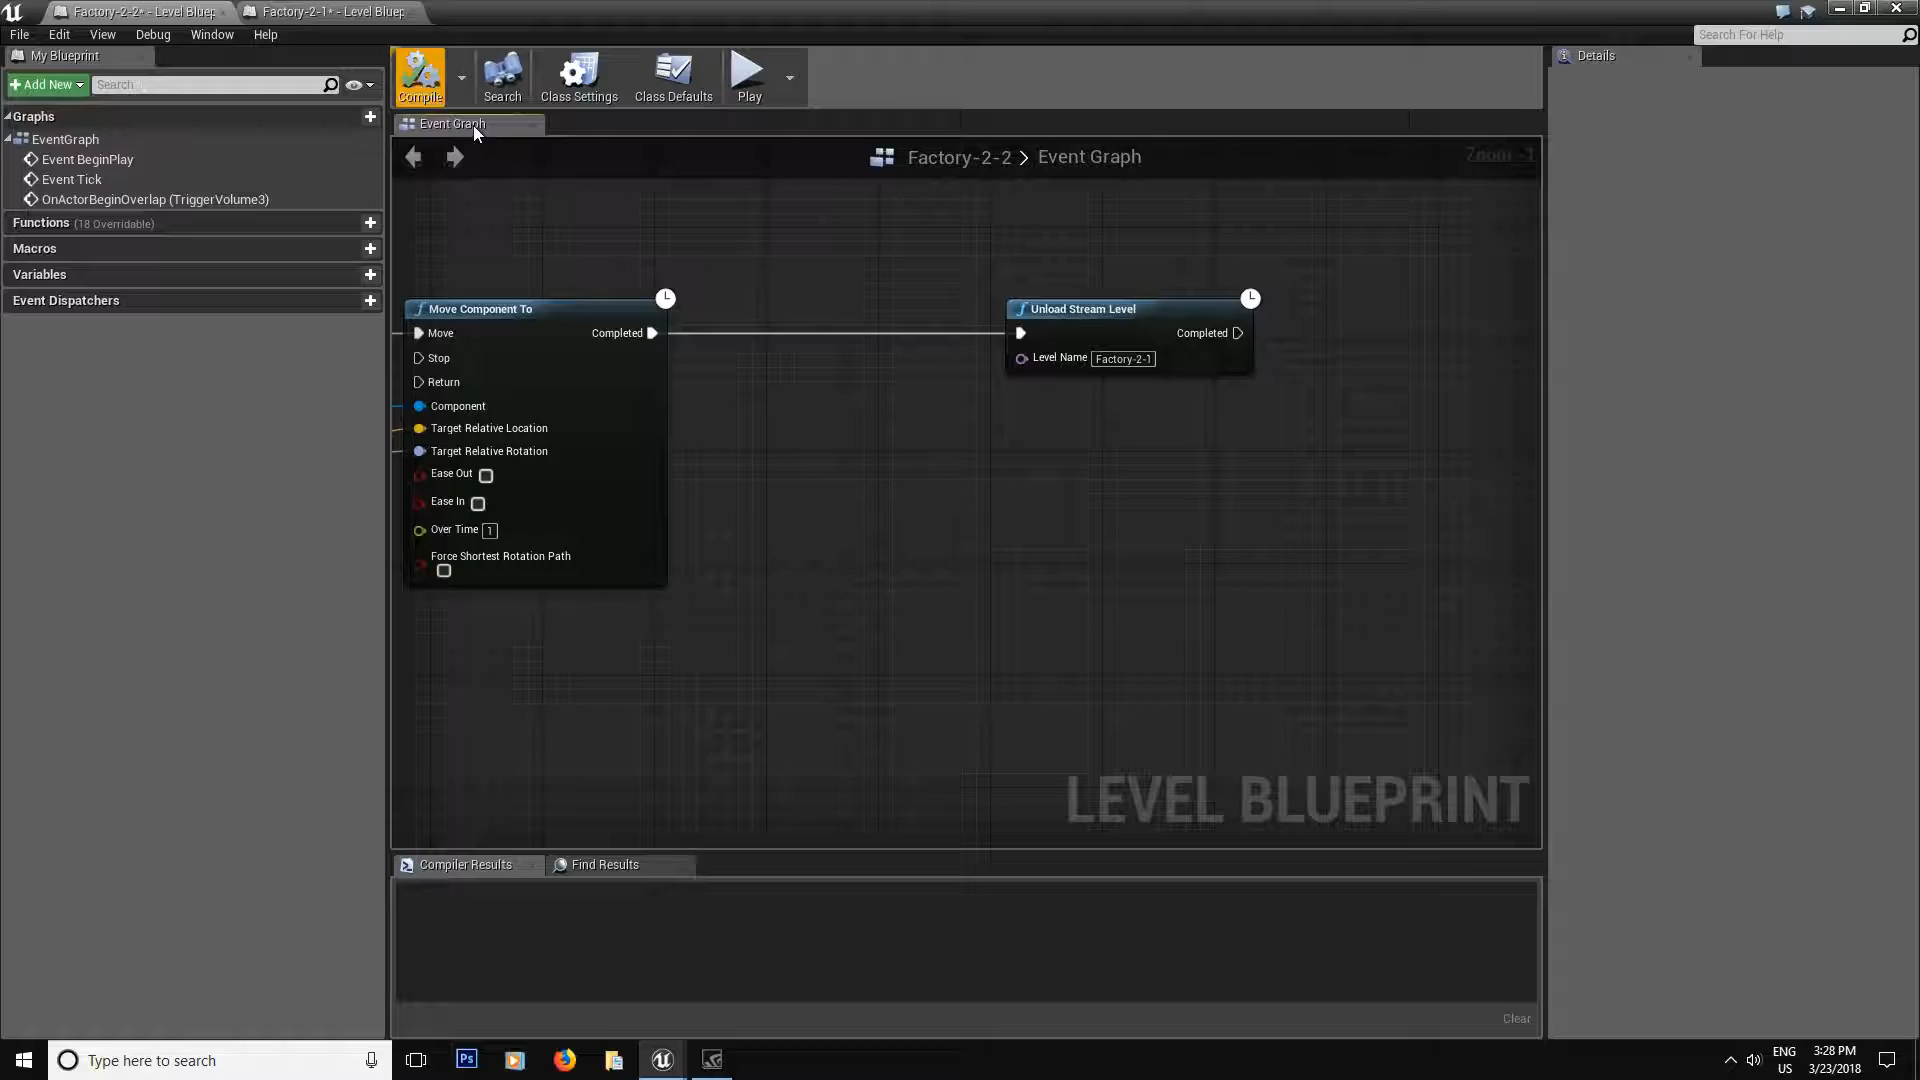 Factory-2-2* - Level Bluep
Factory-2-1* - Level Bluep
File Edit View Debug Window Help
Search For Help
My Blueprint
Details
Add New
Search
Compile
Search
Class Settings
Class Defaults
Play
Graphs
Event Graph
EventGraph
Event BeginPlay
Factory-2-2 > Event Graph
Zoom -1
Event Tick
OnActorBeginOverlap (TriggerVolume3)
Functions (18 Overridable)
Macros
Variables
Event Dispatchers
Move Component To
Move Completed
Stop
Return
Component
Target Relative Location
Target Relative Rotation
Ease Out
Ease In
Over Time 1
Force Shortest Rotation Path
Unload Stream Level
Completed
Level Name Factory-2-1
LEVEL BLUEPRINT
Compiler Results
Find Results
Clear
Type here to search
Ps
ENG
US
3:28 PM
3/23/2018